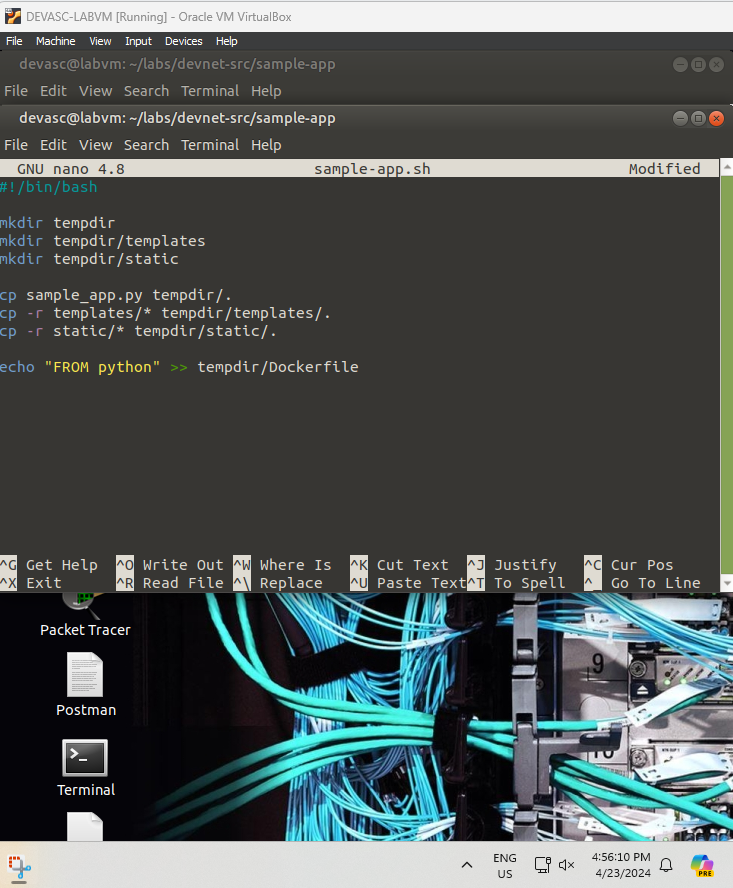 DEVASC-LABVM [Running] - Oracle VM VirtualBox
File Machine View Input Devices Help
devasc@labvm: ~/labs/devnet-src/sample-app
File Edit View Search Terminal Help
devasc@labvm: ~/labs/devnet-src/sample-app
File Edit View Search Terminal Help
GNU nano 4.8 sample-app.sh Modified
#!/bin/bash
mkdir tempdir
mkdir tempdir/templates
mkdir tempdir/static
cp sample_app.py tempdir/.
cp -r templates/* tempdir/templates/.
cp -r static/* tempdir/static/.
echo "FROM python" >> tempdir/Dockerfile
^G Get Help ^O Write Out ^W Where Is ^K Cut Text ^J Justify ^C Cur Pos
^X Exit ^R Read File ^\ Replace ^U Paste Text ^T To Spell ^_ Go To Line
Packet Tracer
9
Postman
10
>_
Terminal
ENG
US
4:56:10 PM
4/23/2024
PRE